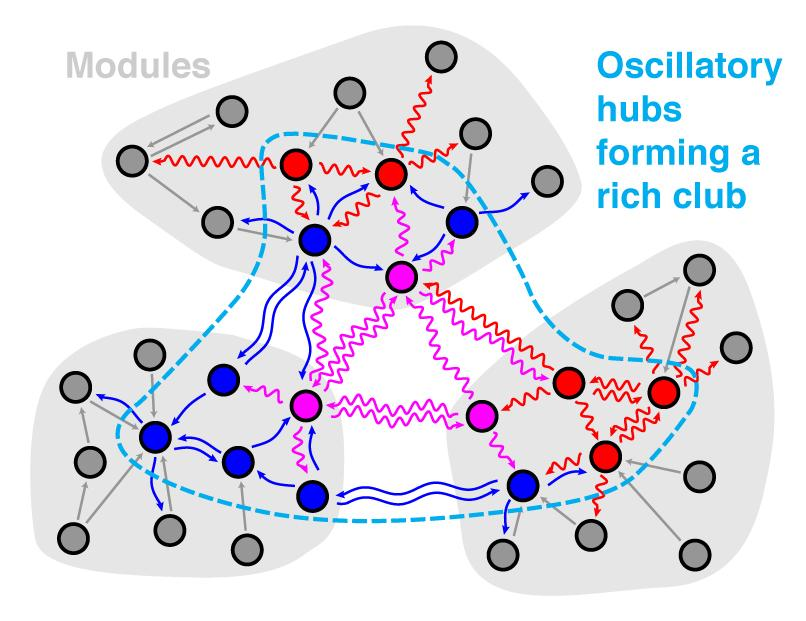 Modules
Oscillatory
hubs
forming a
rich club